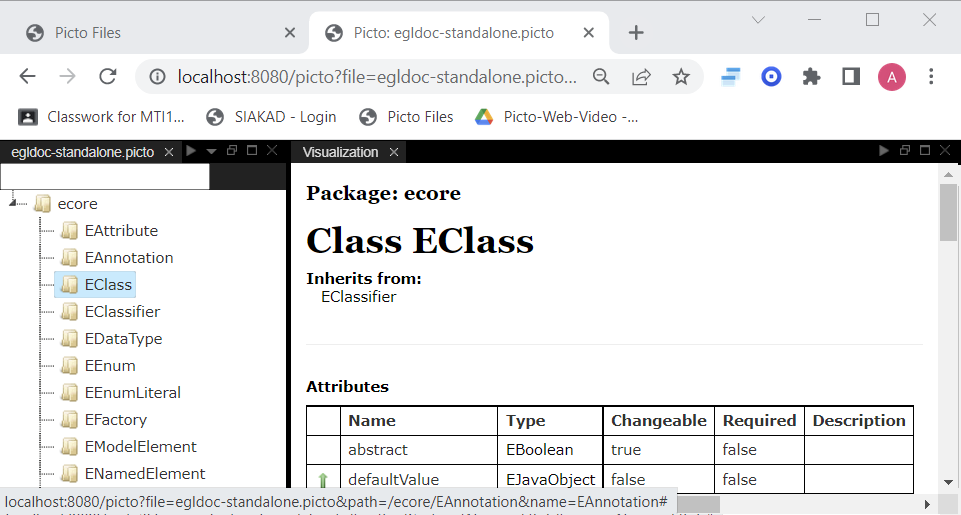 Picto Files
Picto: egldoc-standalone.picto
localhost:8080/picto?file=egldoc-standalone.picto...
A
Classwork for MTI1...
SIAKAD - Login
Picto Files
Picto-Web-Video -...
egldoc-standalone.picto
Visualization
ecore
EAttribute
EAnnotation
EClass
EClassifier
EDataType
EEnum
EEnumLiteral
EFactory
EModelElement
ENamedElement
Package: ecore
Class EClass
Inherits from:
EClassifier
Attributes
Name Type Changeable Required Description
abstract EBoolean true false
defaultValue EJavaObject false false
localhost:8080/picto?file=egldoc-standalone.picto&path=/ecore/EAnnotation&name=EAnnotation#